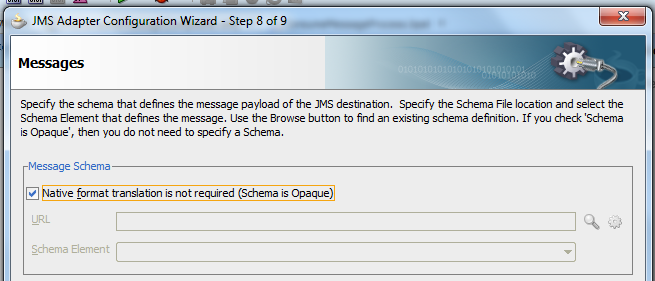 JMS Adapter Configuration Wizard - Step 8 of 9
Messages
Specify the schema that defines the message payload of the JMS destination.  Specify the Schema File location and select the
Schema Element that defines the message. Use the Browse button to find an existing schema definition. If you check 'Schema
is Opaque', then you do not need to specify a Schema.
Message Schema
Native format translation is not required (Schema is Opaque)
URL
Schema Element